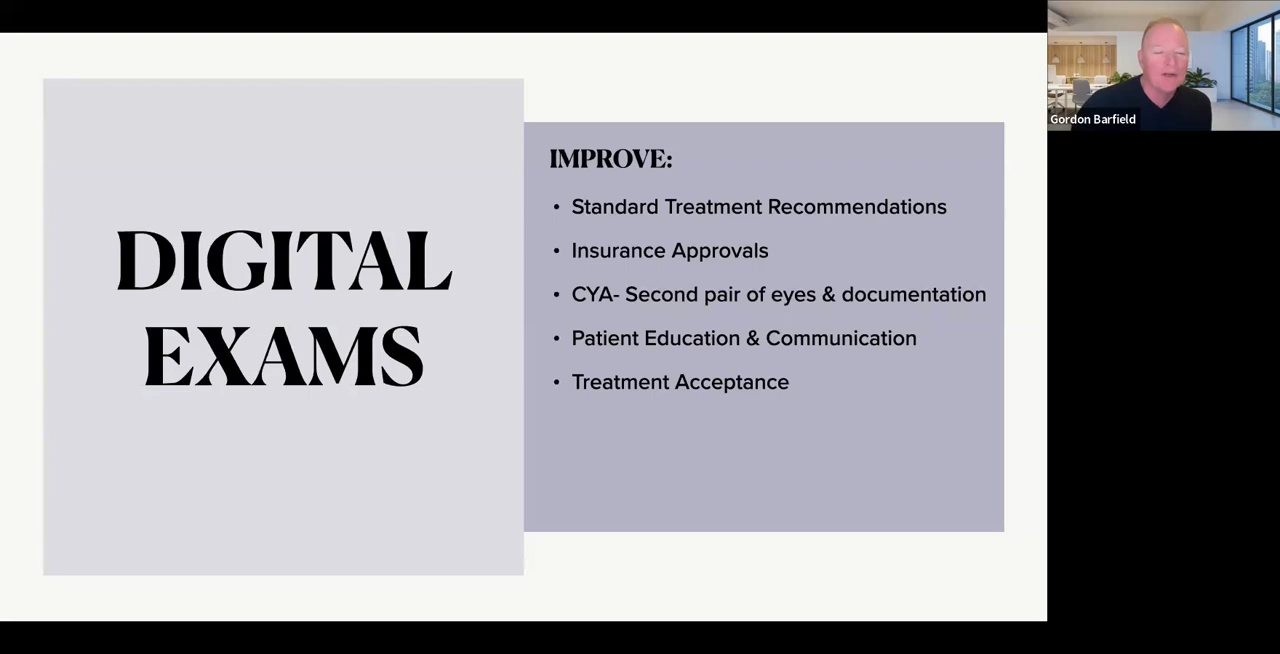 DIGITAL
EXAMS
IMPROVE:
• Standard Treatment Recommendations
• Insurance Approvals
• CYA- Second pair of eyes & documentation
• Patient Education & Communication
• Treatment Acceptance
Gordon Barfield